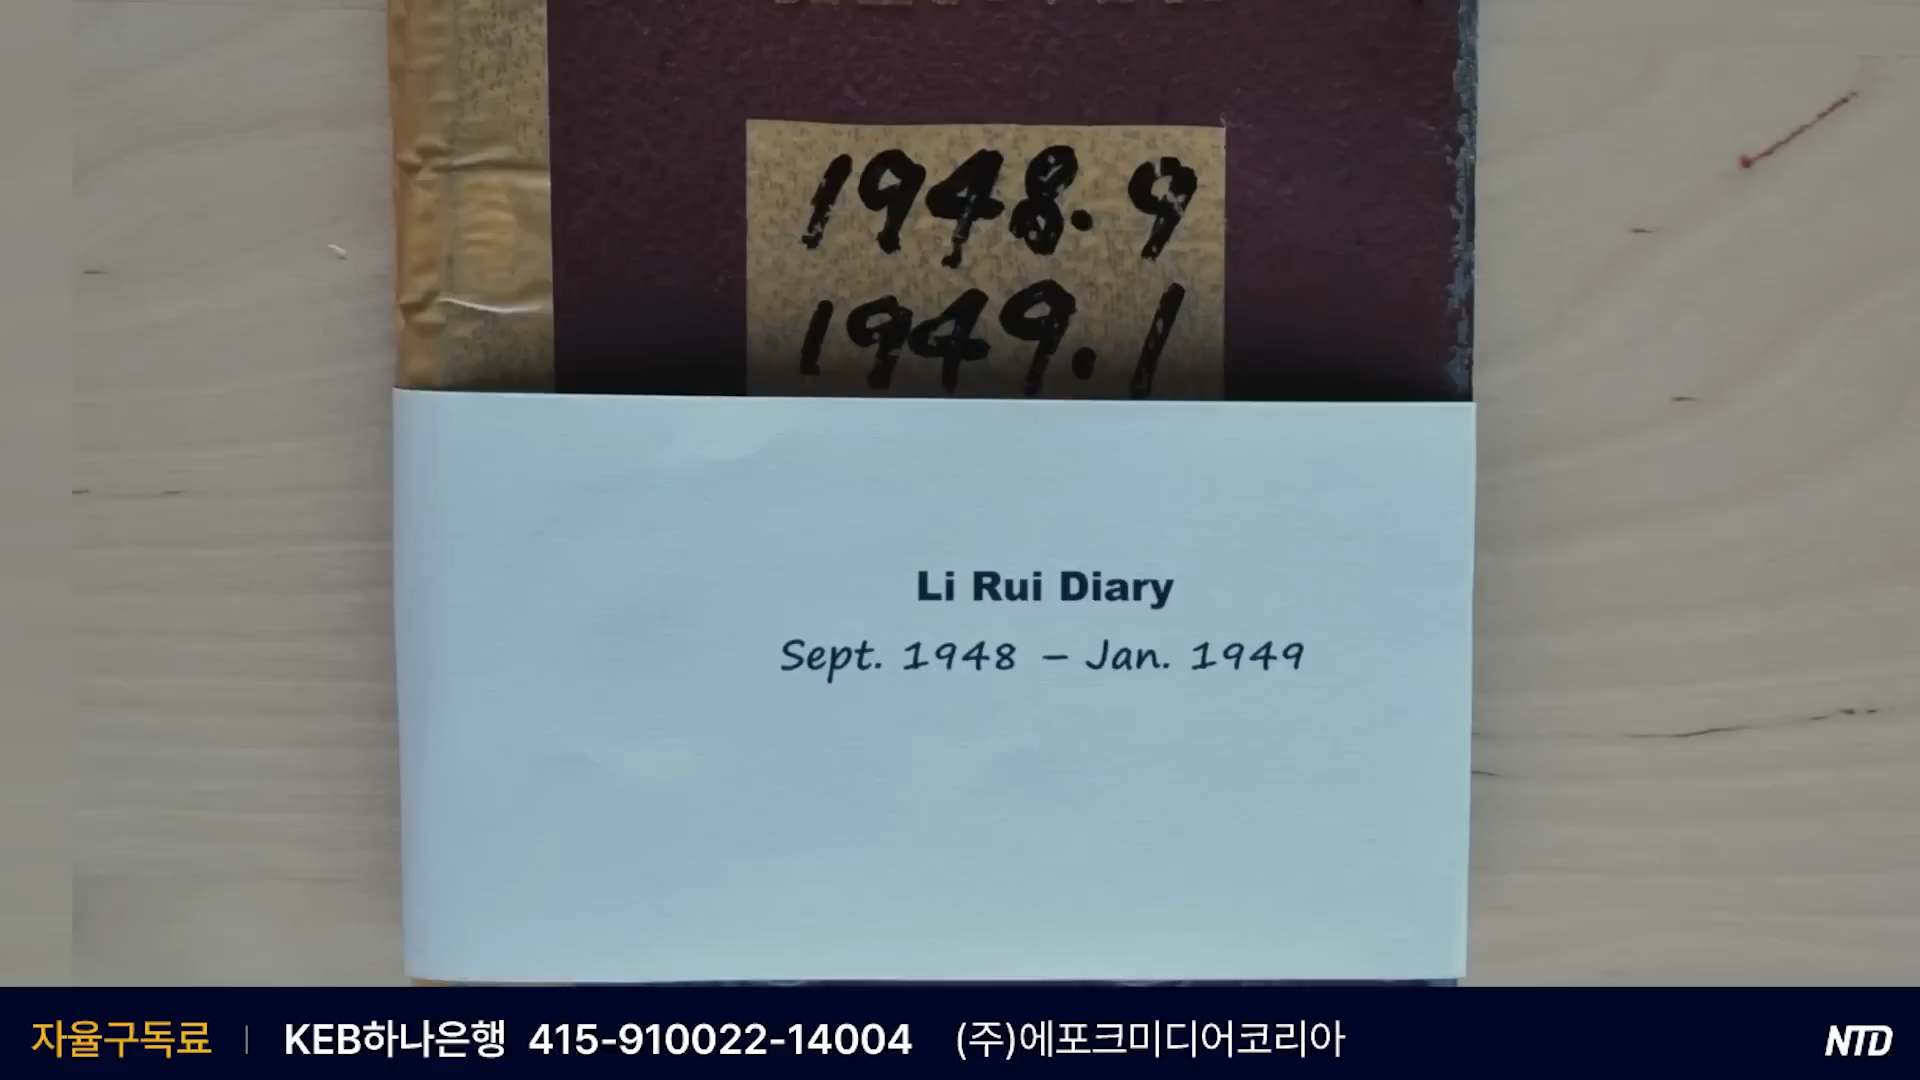 1948.9
1949.1
Li Rui Diary
Sept. 1948 – Jan. 1949
자율구독료 | KEB하나은행 415-910022-14004 (주)에포크미디어코리아
NTD